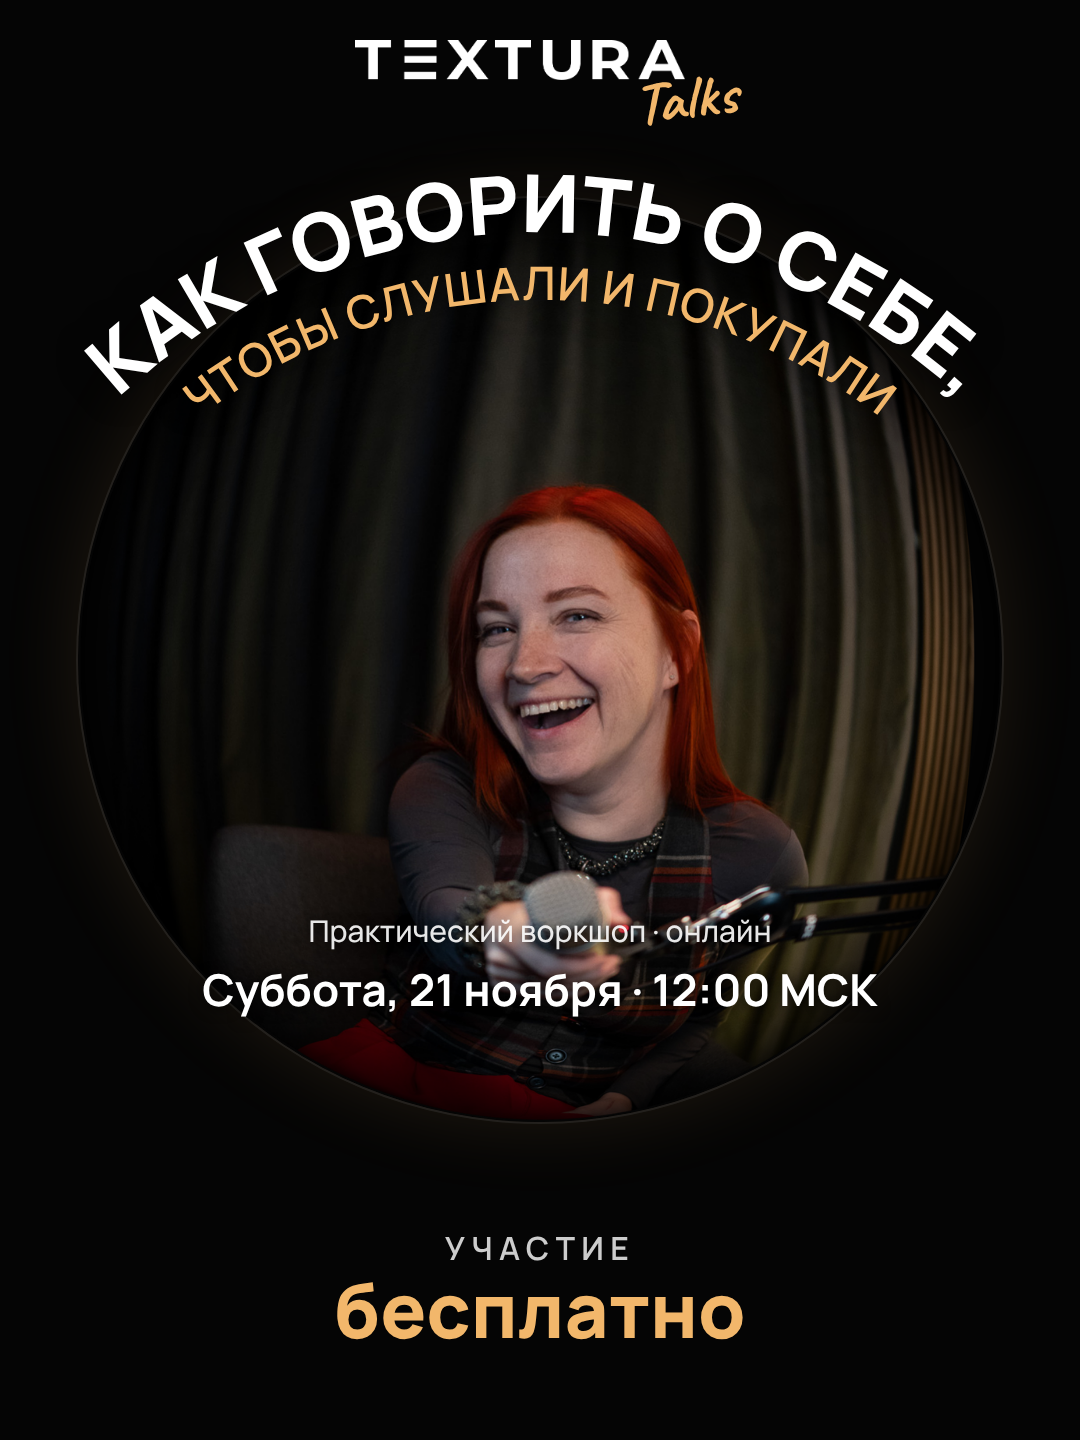 TEXTURA
Talks
КАК ГОВОРИТЬ О СЕБЕ,
ЧТОБЫ СЛУШАЛИ И ПОКУПАЛИ
Практический воркшоп · онлайн
Суббота, 21 ноября · 12:00 МСК
УЧАСТИЕ
бесплатно